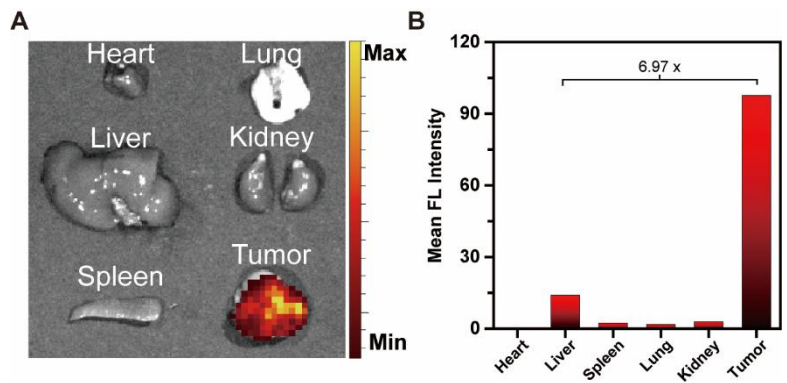 A
Heart
Lung
Liver
Kidney
Spleen
Tumor
Max
Min
B
Mean FL Intensity
120
90
60
30
0
6.97 x
Heart
Liver
Spleen
Lung
Kidney
Tumor